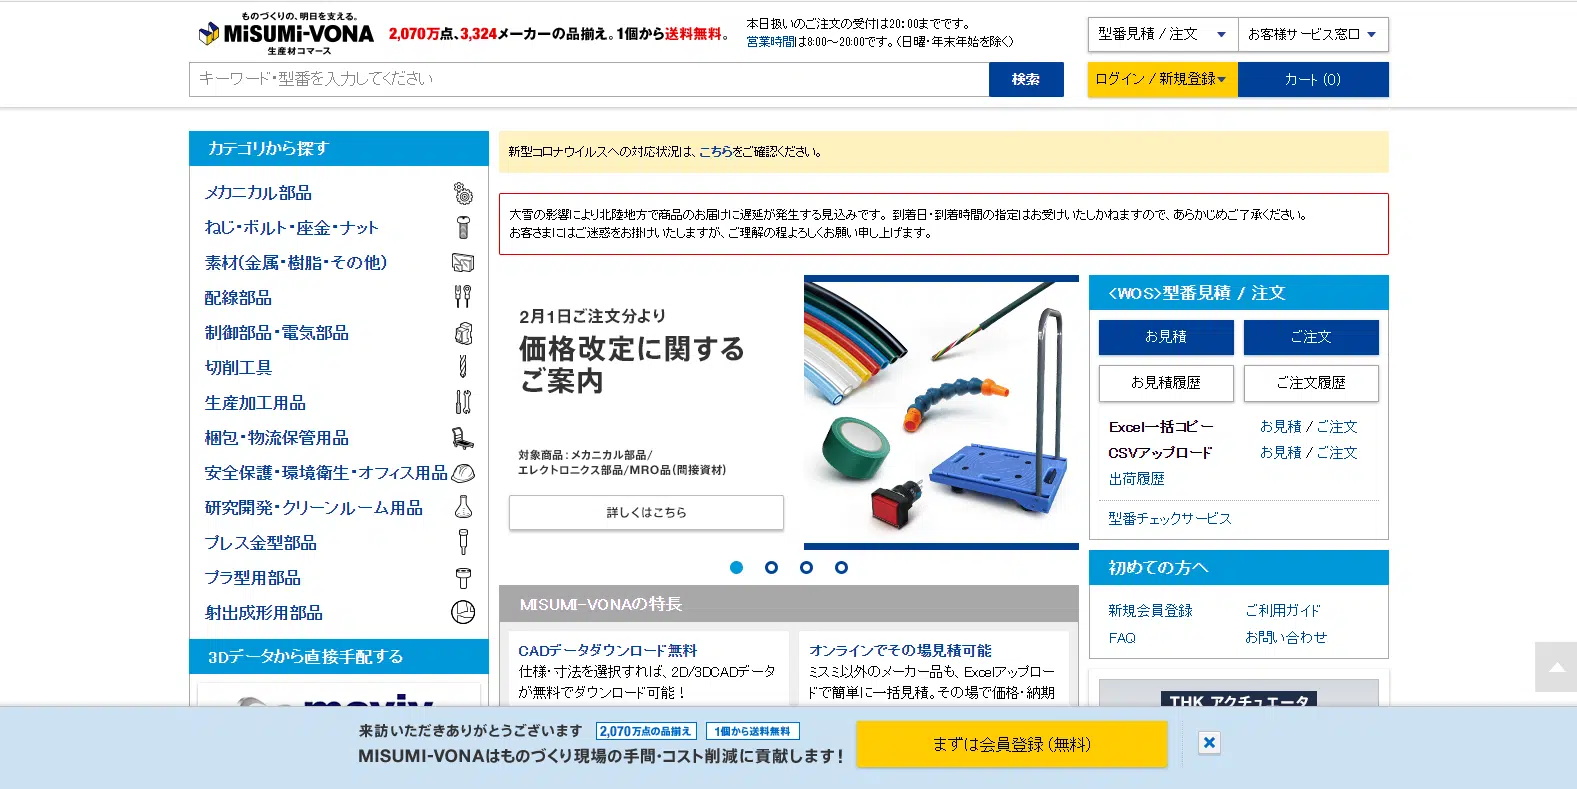 ものづくりの、明日を支える。
MiSUMi-VONA
生産材コマース
2,070万点、3,324メーカーの品揃え。1個から送料無料。
本日扱いのご注文の受付は20:00までです。
営業時間は8:00～20:00です。(日曜・年末年始を除く)
型番見積 / 注文
お客様サービス窓口
キーワード・型番を入力してください
検索
ログイン / 新規登録
カート (0)
カテゴリから探す
メカニカル部品
ねじ・ボルト・座金・ナット
素材(金属・樹脂・その他)
配線部品
制御部品・電気部品
切削工具
生産加工用品
梱包・物流保管用品
安全保護・環境衛生・オフィス用品
研究開発・クリーンルーム用品
プレス金型部品
プラ型用部品
射出成形用部品
3Dデータから直接手配する
新型コロナウイルスへの対応状況は、こちらをご確認ください。
大雪の影響により北陸地方で商品のお届けに遅延が発生する見込みです。 到着日・到着時間の指定はお受けいたしかねますので、あらかじめご了承ください。
お客さまにはご迷惑をお掛けいたしますが、ご理解の程よろしくお願い申し上げます。
2月1日ご注文分より
価格改定に関する
ご案内
対象商品：メカニカル部品/
エレクトロニクス部品/MRO品(間接資材)
詳しくはこちら
MISUMI-VONAの特長
CADデータダウンロード無料
仕様・寸法を選択すれば、2D/3DCADデータ
が無料でダウンロード可能！
オンラインでその場見積可能
ミスミ以外のメーカー品も、Excelアップロー
ドで簡単に一括見積。その場で価格・納期
<WOS>型番見積 / 注文
お見積
ご注文
お見積履歴
ご注文履歴
Excel一括コピー お見積 / ご注文
CSVアップロード お見積 / ご注文
出荷履歴
型番チェックサービス
初めての方へ
新規会員登録
ご利用ガイド
FAQ
お問い合わせ
THK アクチュエータ
来訪いただきありがとうございます
2,070万点の品揃え
1個から送料無料
MISUMI-VONAはものづくり現場の手間・コスト削減に貢献します！
まずは会員登録 (無料)